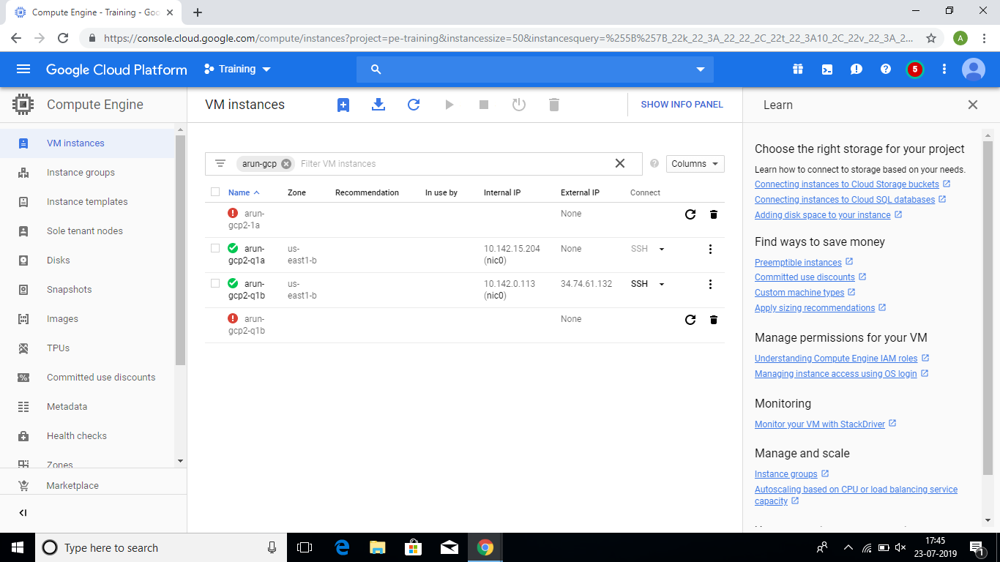 Compute Engine - Training - Goo
https://console.cloud.google.com/compute/instances?project=pe-training&instancessize=50&instancesquery=%255B%257B_22k_22_3A_22_22_2C_22t_22_3A10_2C_22v_22_3A_2...
A
Google Cloud Platform
Training
5
Compute Engine
VM instances
Instance groups
Instance templates
Sole tenant nodes
Disks
Snapshots
Images
TPUs
Committed use discounts
Metadata
Health checks
Zones
Marketplace
VM instances
SHOW INFO PANEL
arun-gcp
Filter VM instances
Columns
Name Zone Recommendation In use by Internal IP External IP Connect
arun- None
gcp2-1a
arun- us- 10.142.15.204 None SSH
gcp2-q1a east1-b (nic0)
arun- us- 10.142.0.113 34.74.61.132 SSH
gcp2-q1b east1-b (nic0)
arun- None
gcp2-q1b
Learn
Choose the right storage for your project
Learn how to connect to storage based on your needs.
Connecting instances to Cloud Storage buckets
Connecting instances to Cloud SQL databases
Adding disk space to your instance
Find ways to save money
Preemptible instances
Committed use discounts
Custom machine types
Apply sizing recommendations
Manage permissions for your VM
Understanding Compute Engine IAM roles
Managing instance access using OS login
Monitoring
Monitor your VM with StackDriver
Manage and scale
Instance groups
Autoscaling based on CPU or load balancing service
capacity
Type here to search
17:45
23-07-2019
1